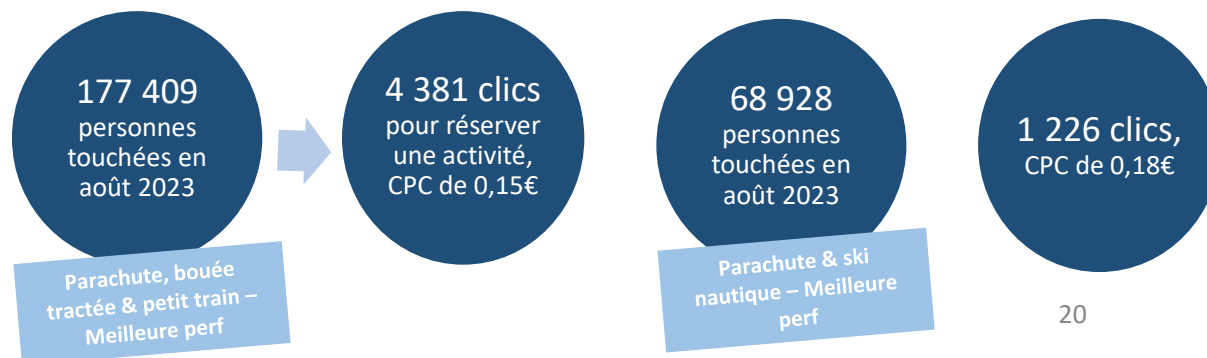 177 409
personnes
touchées en
août 2023
Parachute, bouée
tractée & petit train –
Meilleure perf
4 381 clics
pour réserver
une activité,
CPC de 0,15€
68 928
personnes
touchées en
août 2023
Parachute & ski
nautique – Meilleure
perf
1 226 clics,
CPC de 0,18€
20